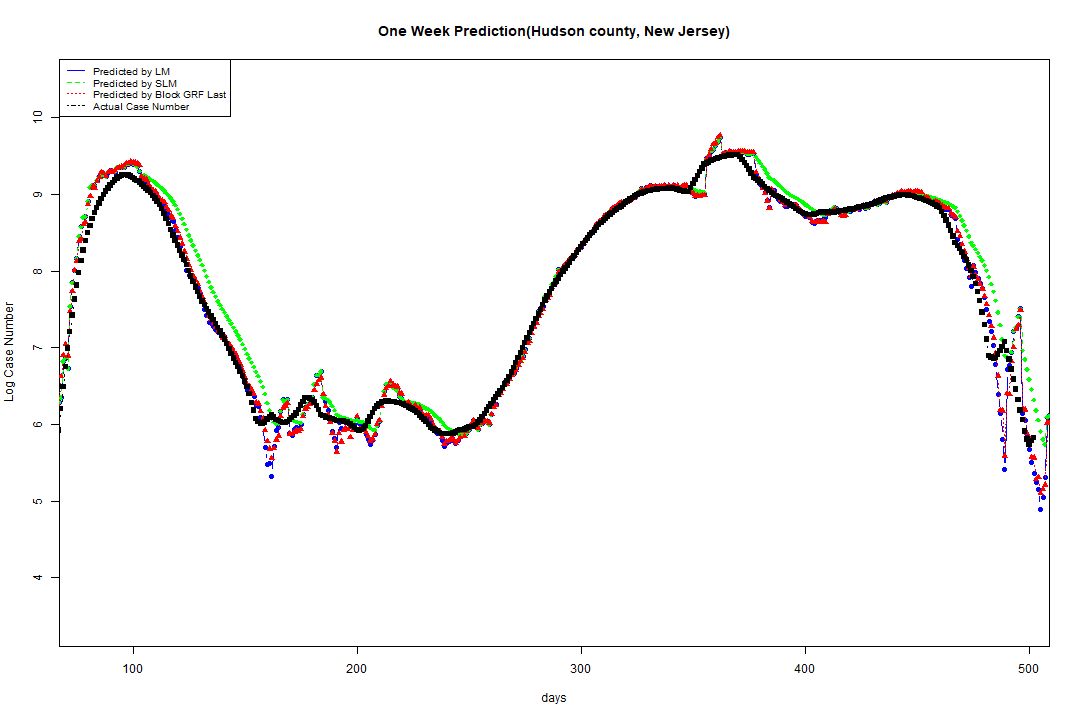 One Week Prediction(Hudson county, New Jersey)
Predicted by LM
Predicted by SLM
Predicted by Block GRF Last
Actual Case Number
10
9
8
7
6
5
4
Log Case Number
100 200 300 400 500
days